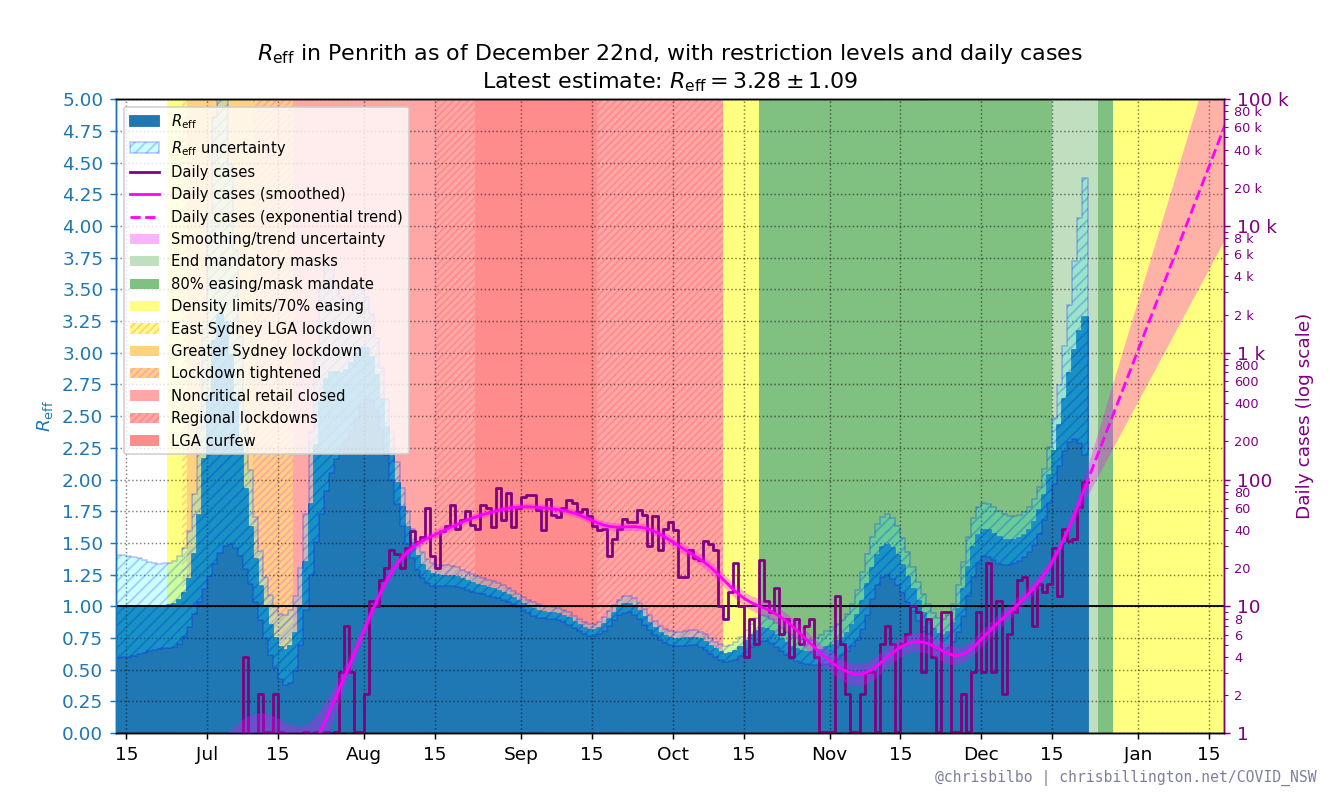 Reff in Penrith as of December 22nd, with restriction levels and daily cases
Latest estimate: Reff = 3.28 ± 1.09
5.00
4.75
4.50
4.25
4.00
3.75
3.50
3.25
3.00
2.75
2.50
2.25
2.00
1.75
1.50
1.25
1.00
0.75
0.50
0.25
0.00
Reff
Reff
Reff uncertainty
Daily cases
Daily cases (smoothed)
Daily cases (exponential trend)
Smoothing/trend uncertainty
End mandatory masks
80% easing/mask mandate
Density limits/70% easing
East Sydney LGA lockdown
Greater Sydney lockdown
Lockdown tightened
Noncritical retail closed
Regional lockdowns
LGA curfew
100 k
80 k
60 k
40 k
20 k
10 k
8 k
6 k
4 k
2 k
1 k
800
600
400
200
100
80
60
40
20
10
8
6
4
2
1
Daily cases (log scale)
15 Jul 15 Aug 15 Sep 15 Oct 15 Nov 15 Dec 15 Jan 15
@chrisbilbo | chrisbillington.net/COVID_NSW